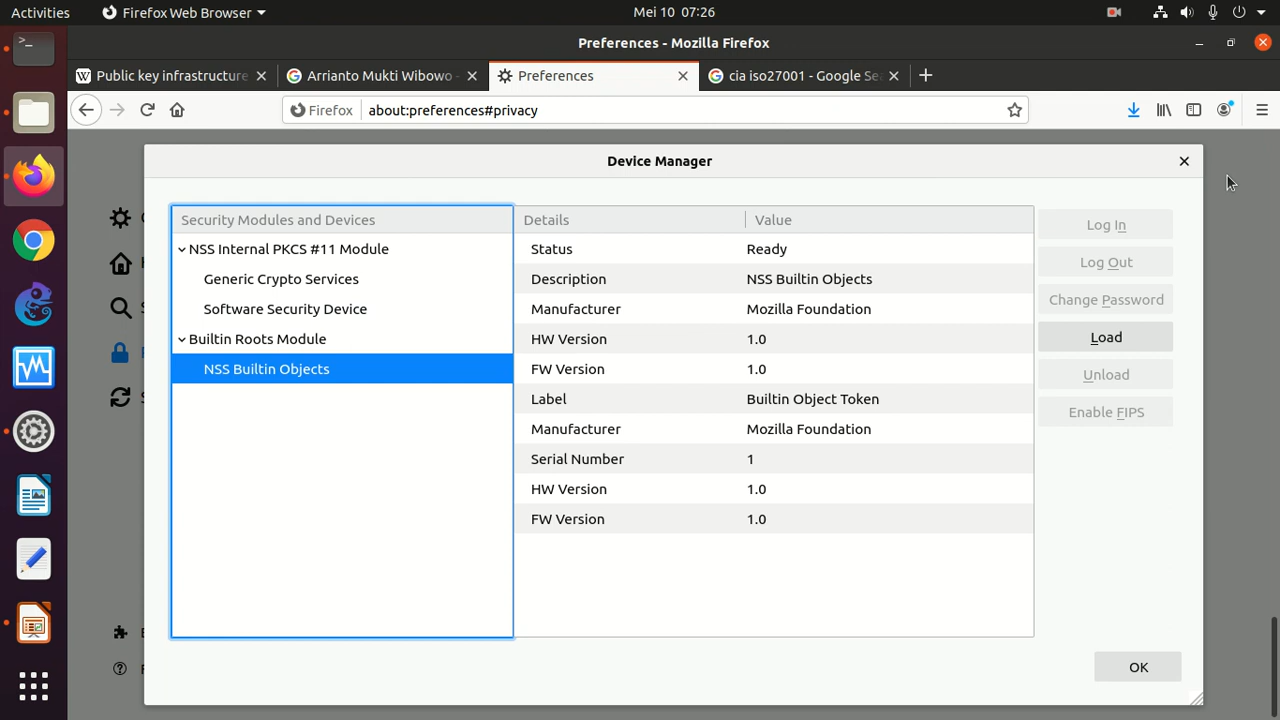 Activities
Firefox Web Browser
Mei 10 07:26
Preferences - Mozilla Firefox
Public key infrastructure
Arrianto Mukti Wibowo -
Preferences
cia iso27001 - Google Sea
Firefox
about:preferences#privacy
Device Manager
Security Modules and Devices
Details Value
Log In
NSS Internal PKCS #11 Module
Status Ready
Log Out
Generic Crypto Services
Description NSS Builtin Objects
Change Password
Software Security Device
Manufacturer Mozilla Foundation
Load
Builtin Roots Module
HW Version 1.0
Unload
NSS Builtin Objects
FW Version 1.0
Enable FIPS
Label Builtin Object Token
Manufacturer Mozilla Foundation
Serial Number 1
HW Version 1.0
FW Version 1.0
OK